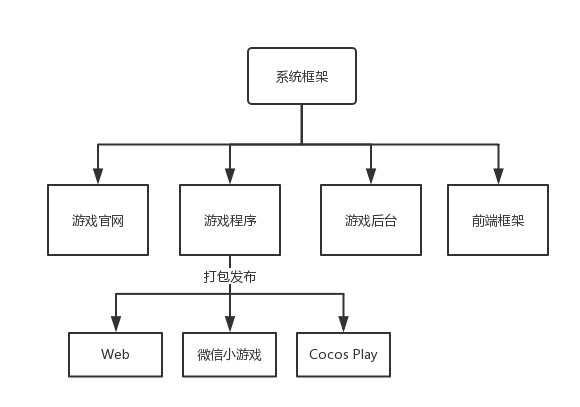 系统框架
游戏官网
游戏程序
游戏后台
前端框架
打包发布
Web
微信小游戏
Cocos Play